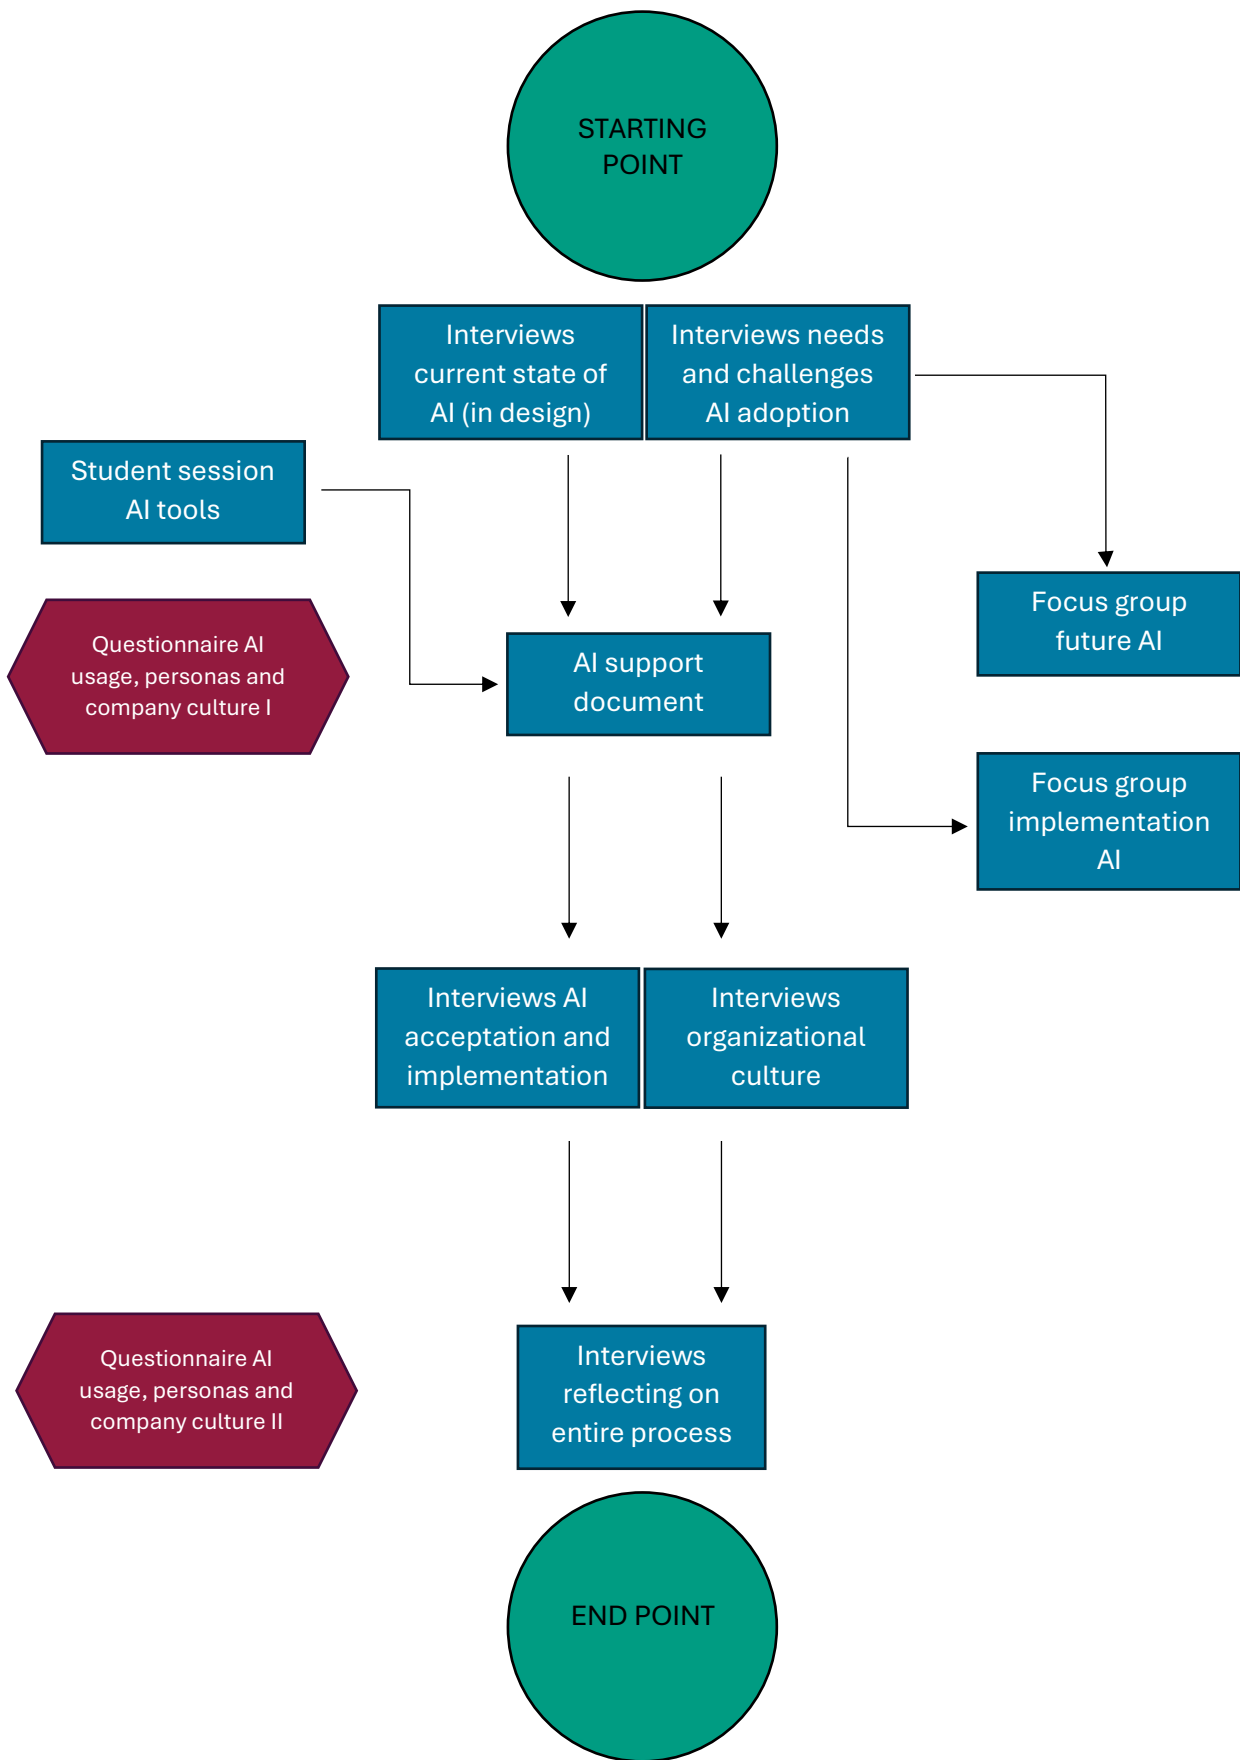 STARTING
POINT
Interviews
current state of
AI (in design)
Interviews needs
and challenges
AI adoption
Student session
AI tools
Questionnaire AI
usage, personas and
company culture I
AI support
document
Focus group
future AI
Focus group
implementation
AI
Interviews AI
acceptation and
implementation
Interviews
organizational
culture
Questionnaire AI
usage, personas and
company culture II
Interviews
reflecting on
entire process
END POINT